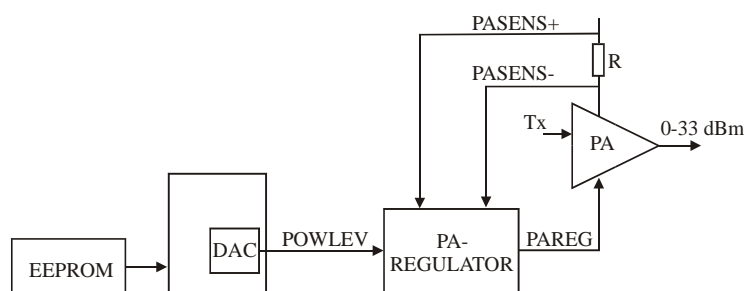 PASENS+
R
PASENS-
Tx
PA
0-33 dBm
EEPROM
DAC
POWLEV
PA-
REGULATOR
PAREG